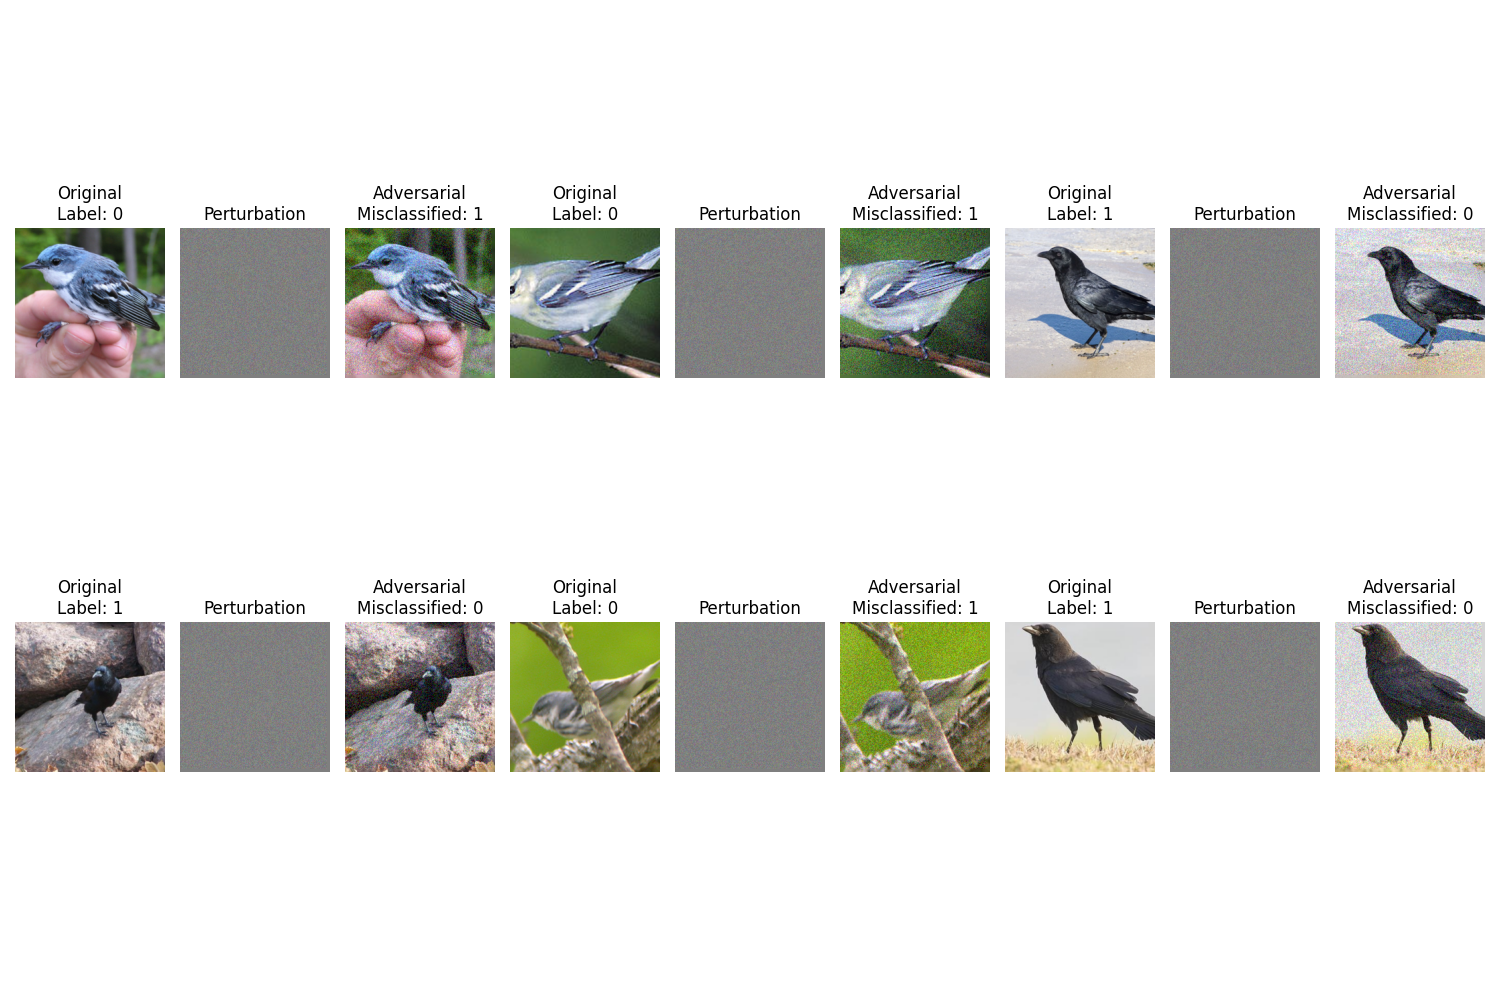 Original
Label: 0
Perturbation
Adversarial
Misclassified: 1
Original
Label: 0
Perturbation
Adversarial
Misclassified: 1
Original
Label: 1
Perturbation
Adversarial
Misclassified: 0
Original
Label: 1
Perturbation
Adversarial
Misclassified: 0
Original
Label: 0
Perturbation
Adversarial
Misclassified: 1
Original
Label: 1
Perturbation
Adversarial
Misclassified: 0